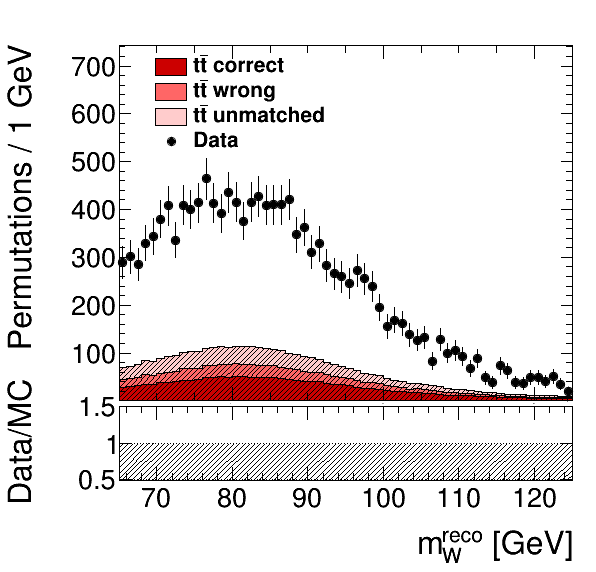 Permutations / 1 GeV
700
600
500
400
300
200
100
tt̄ correct
tt̄ wrong
tt̄ unmatched
Data
Data/MC
1.5
1
0.5
70 80 90 100 110 120
m_W^reco [GeV]